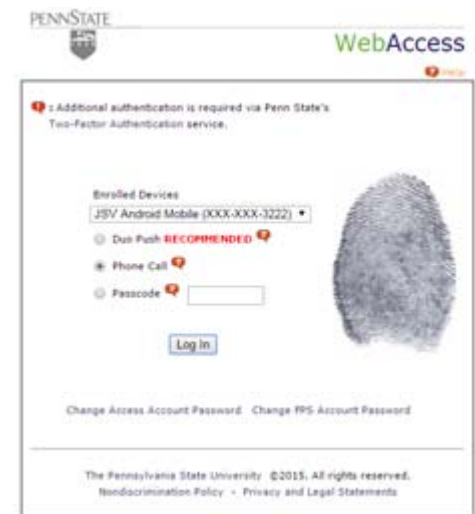 PENNSTATE
WebAccess
Help
: Additional authentication is required via Penn State's
Two-Factor Authentication service.
Enrolled Devices
JSV Android Mobile (XXX-XXX-3222)
Duo Push RECOMMENDED
Phone Call
Passcode
Log In
Change Access Account Password Change FPS Account Password
The Pennsylvania State University ©2015. All rights reserved.
Nondiscrimination Policy - Privacy and Legal Statements